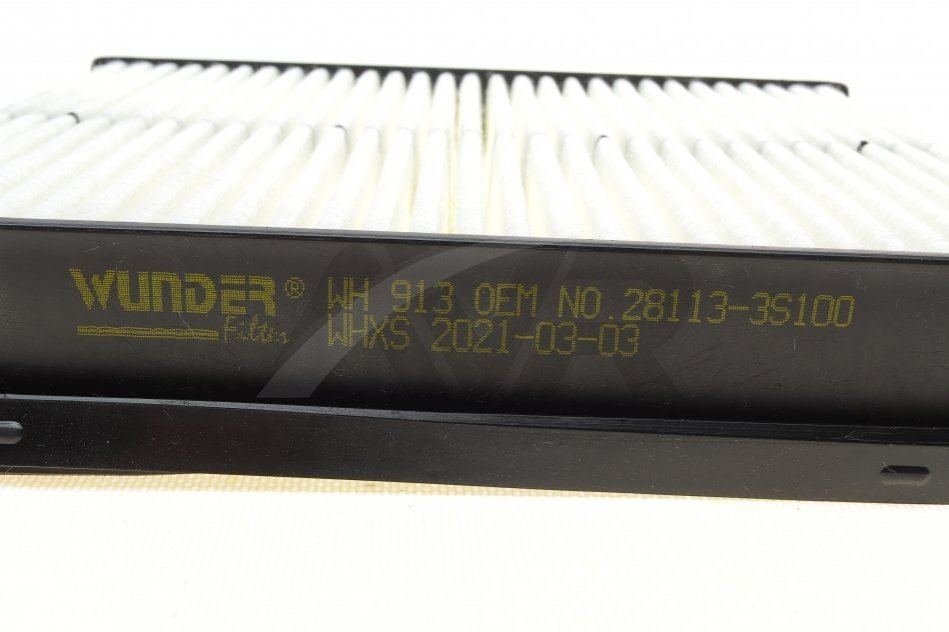 WUNDER® WH 913 OEM NO.28113-3S100
Filter WHXS 2021-03-03